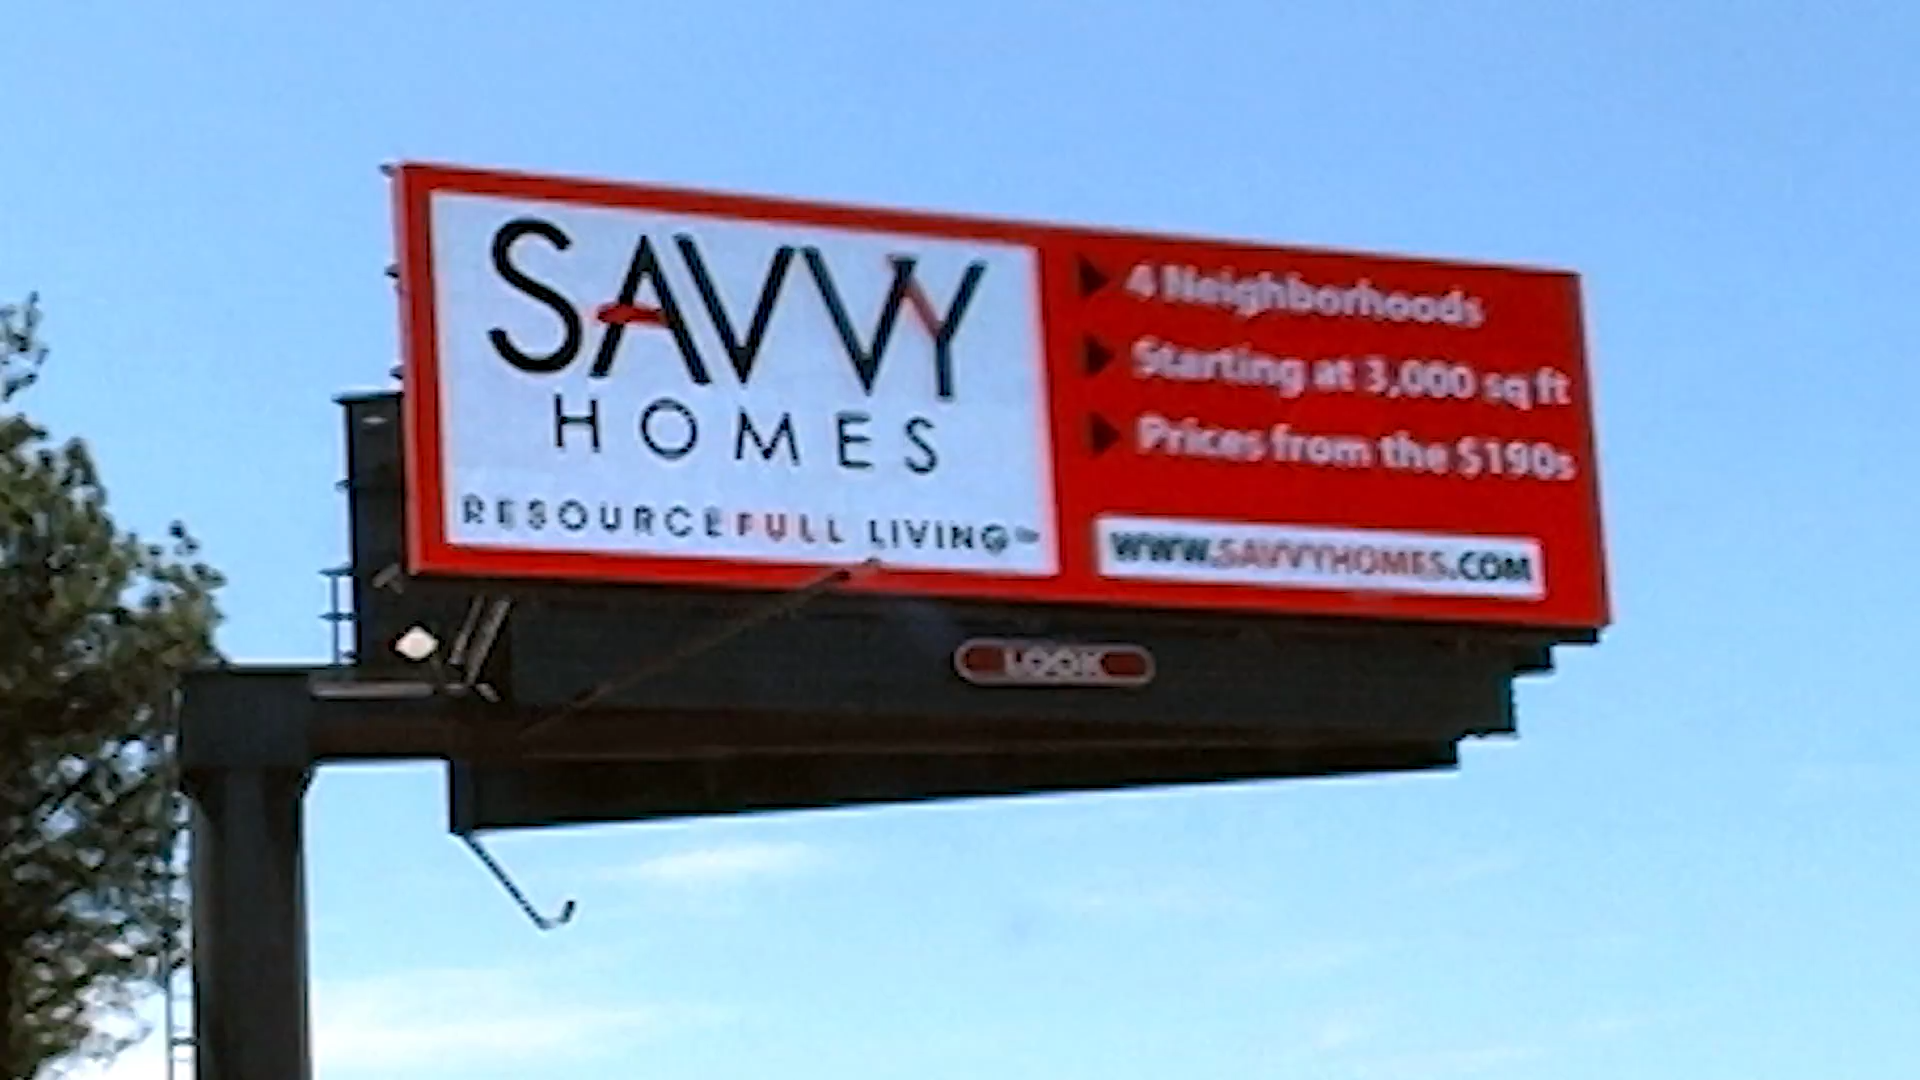 SAVVY
HOMES
RESOURCEFULL LIVING™
4 Neighborhoods
Starting at 3,000 sq ft
Prices from the $190s
WWW.SAVVYHOMES.COM
LOOK